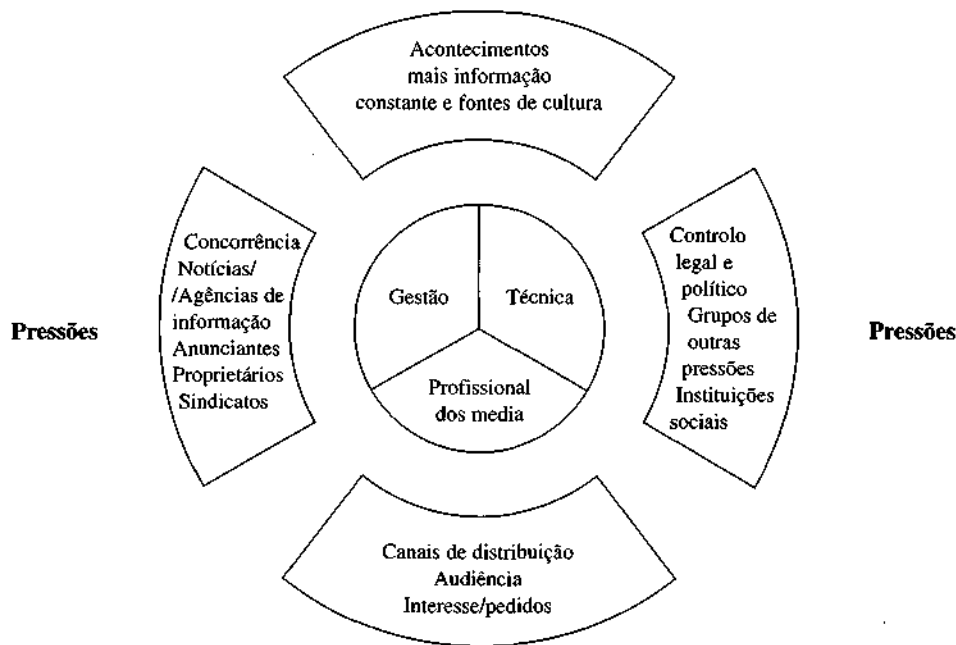 Acontecimentos
mais informação
constante e fontes de cultura
Pressões
Concorrência
Notícias/
/Agências de
informação
Anunciantes
Proprietários
Sindicatos
Gestão
Técnica
Profissional
dos media
Controlo
legal e
político
Grupos de
outras
pressões
Instituições
sociais
Pressões
Canais de distribuição
Audiência
Interesse/pedidos